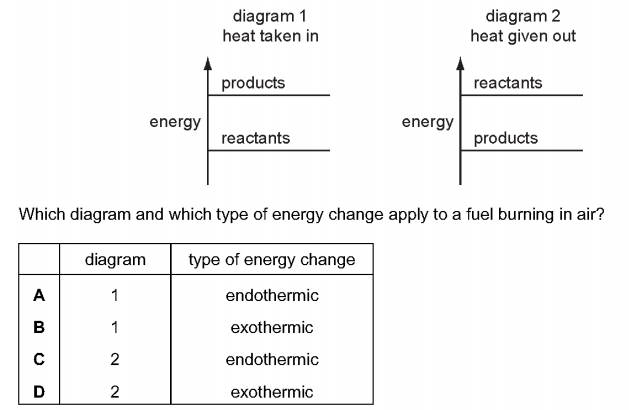 diagram 1
heat taken in
diagram 2
heat given out
products
energy
reactants
reactants
energy
products
Which diagram and which type of energy change apply to a fuel burning in air?
diagram type of energy change
A 1 endothermic
B 1 exothermic
C 2 endothermic
D 2 exothermic